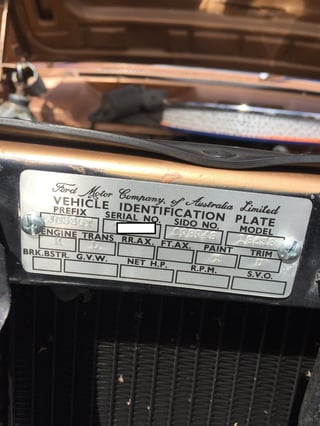 Ford Motor Company, of Australia Limited
VEHICLE IDENTIFICATION PLATE
PREFIX SERIAL NO. SIDO NO. MODEL
ENGINE TRANS RR.AX. FT.AX. PAINT TRIM
BRK.BSTR. G.V.W. NET H.P. R.P.M. S.V.O.